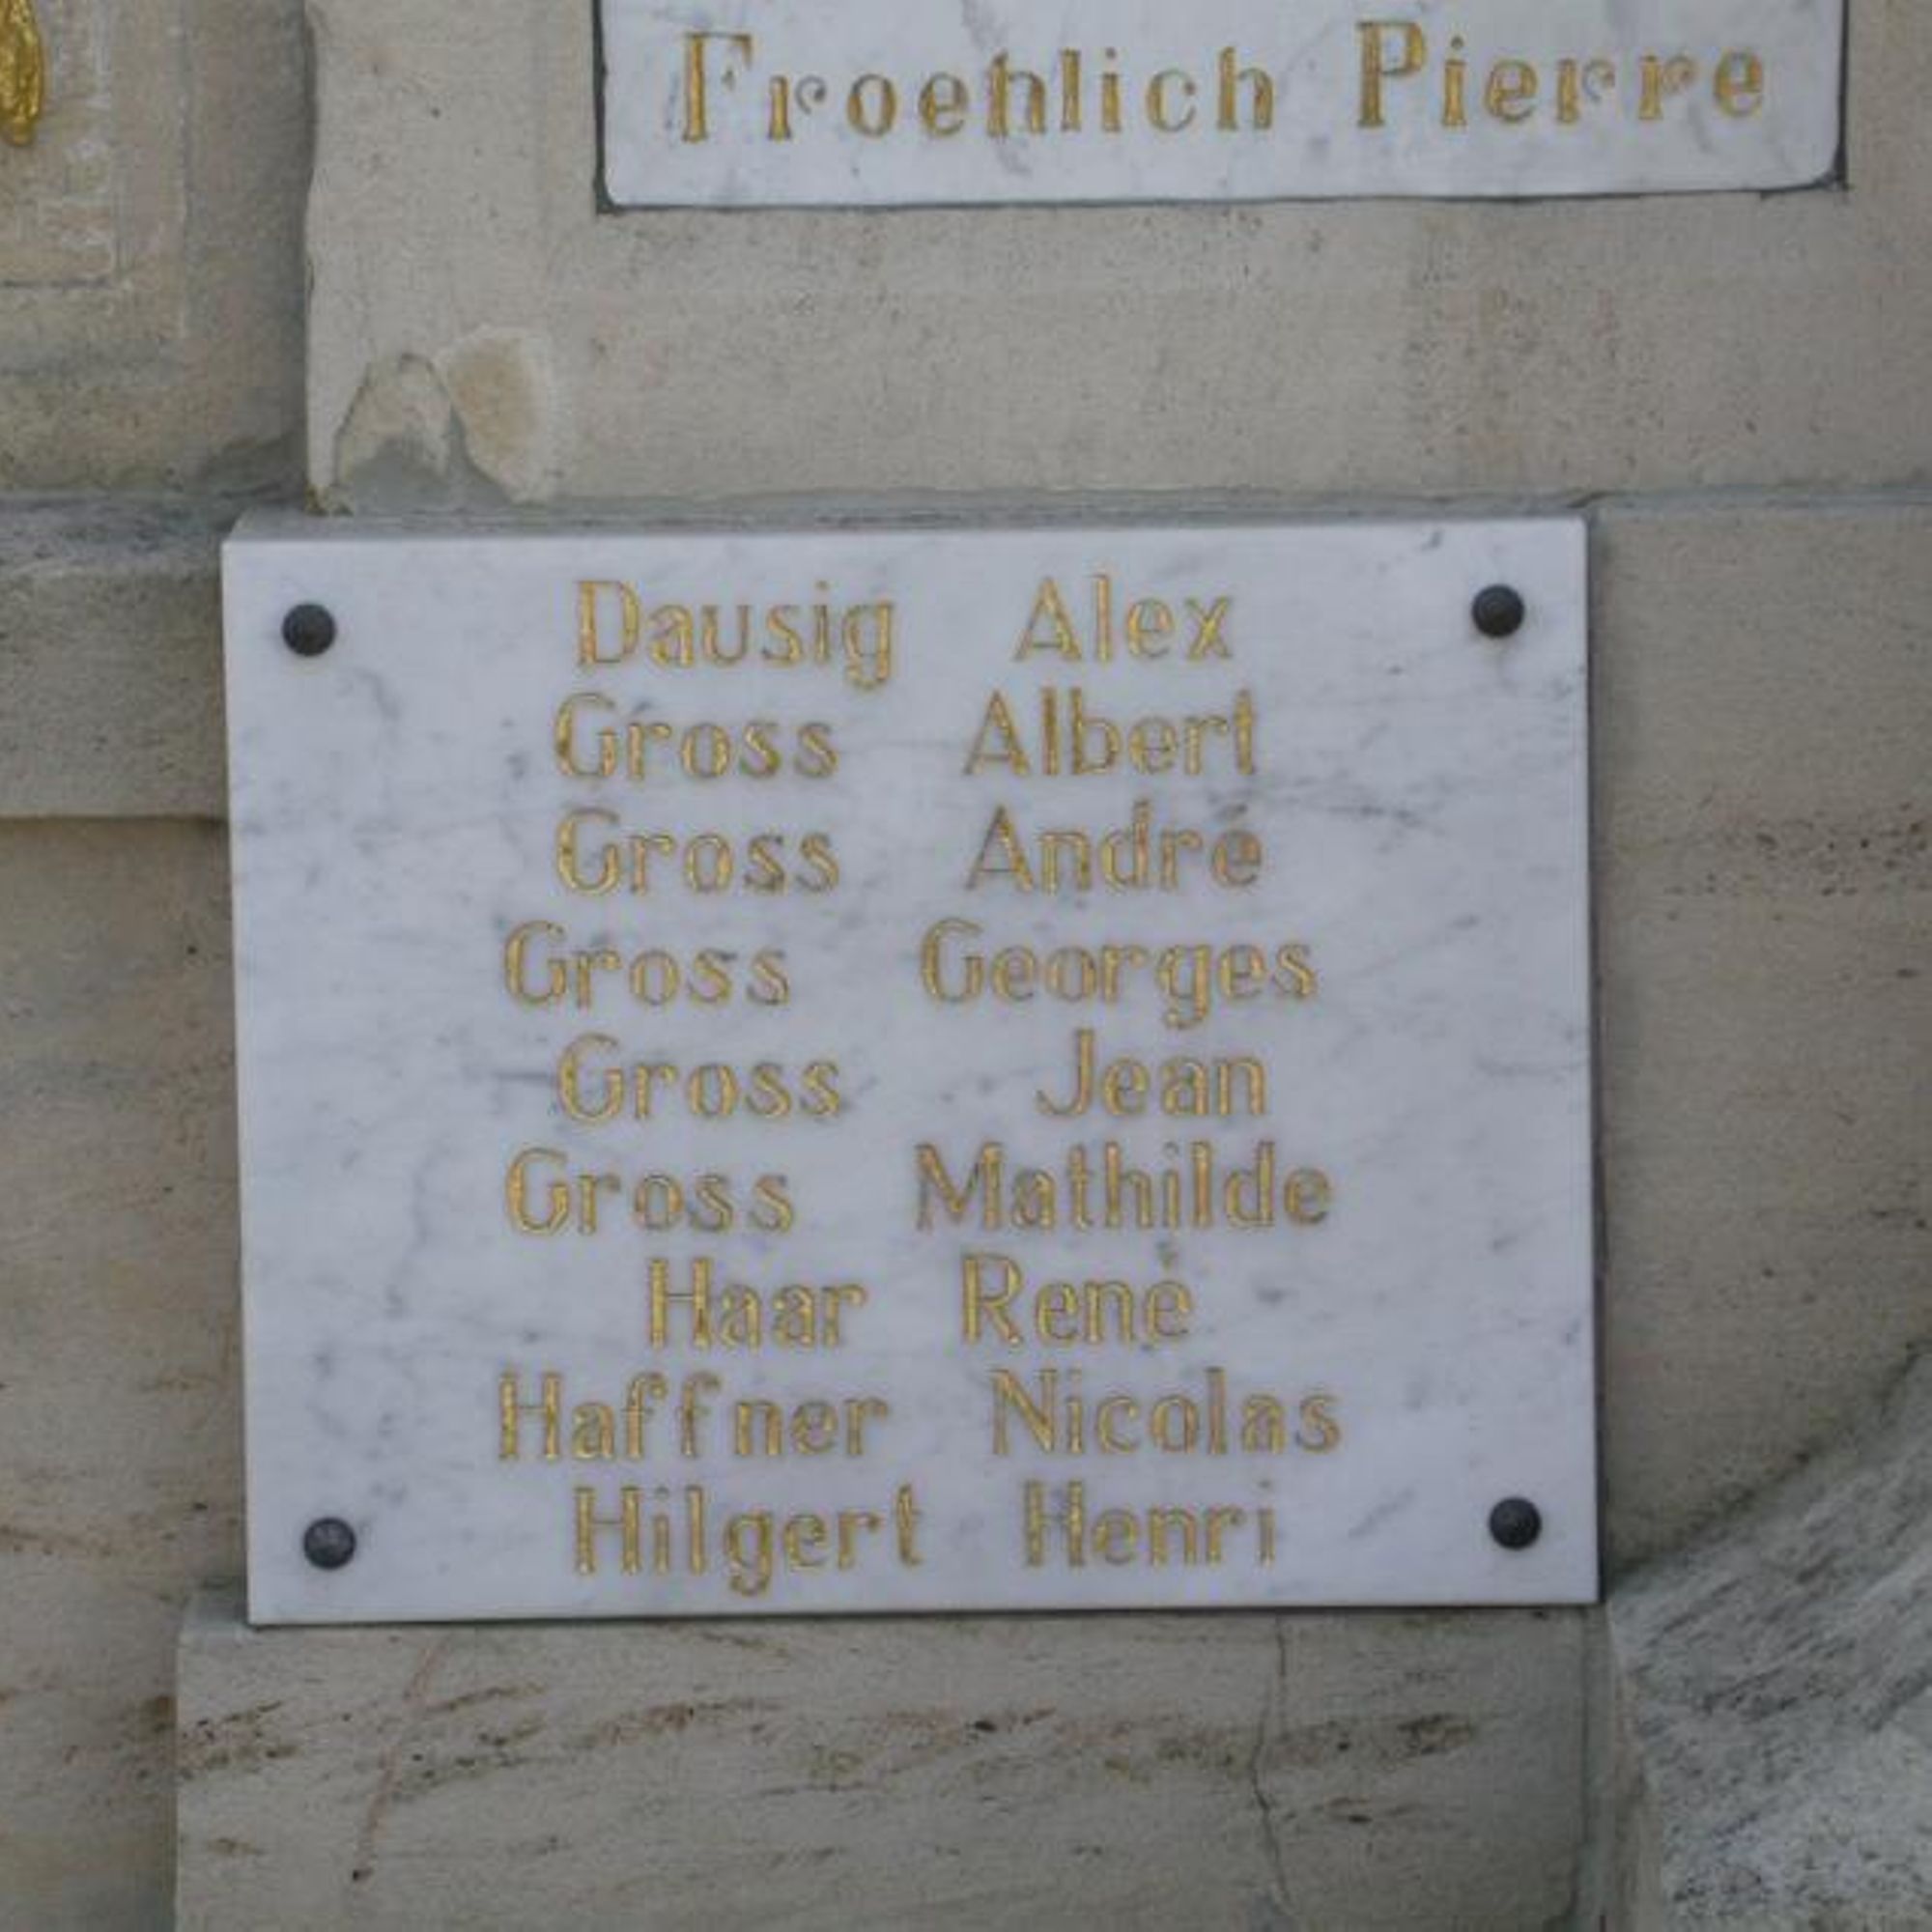 Froehlich Pierre
Dausig Alex
Gross Albert
Gross André
Gross Georges
Gross Jean
Gross Mathilde
Haar René
Haffner Nicolas
Hilgert Henri